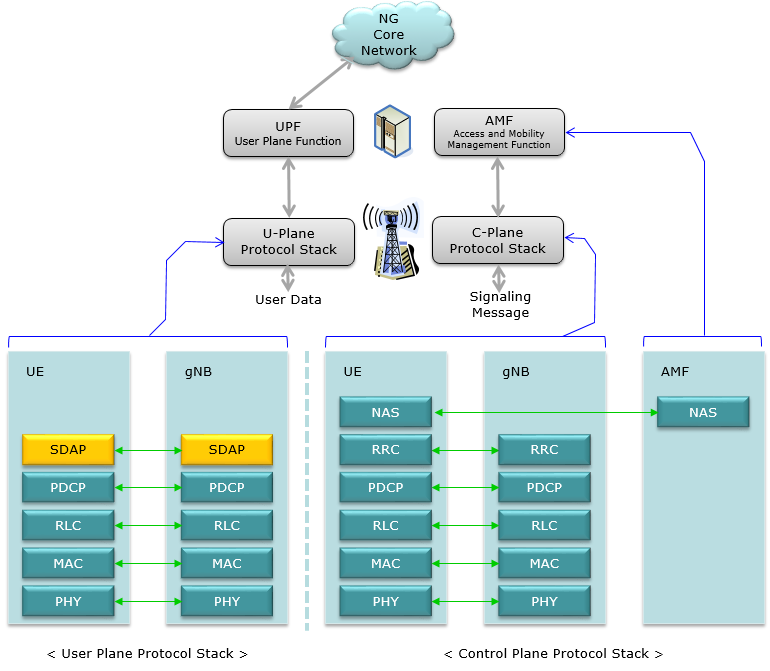 NG
Core
Network
UPF
User Plane Function
AMF
Access and Mobility
Management Function
U-Plane
Protocol Stack
C-Plane
Protocol Stack
User Data
Signaling
Message
UE
gNB
UE
gNB
AMF
NAS
NAS
SDAP
SDAP
RRC
RRC
PDCP
PDCP
PDCP
PDCP
RLC
RLC
RLC
RLC
MAC
MAC
MAC
MAC
PHY
PHY
PHY
PHY
< User Plane Protocol Stack >
< Control Plane Protocol Stack >